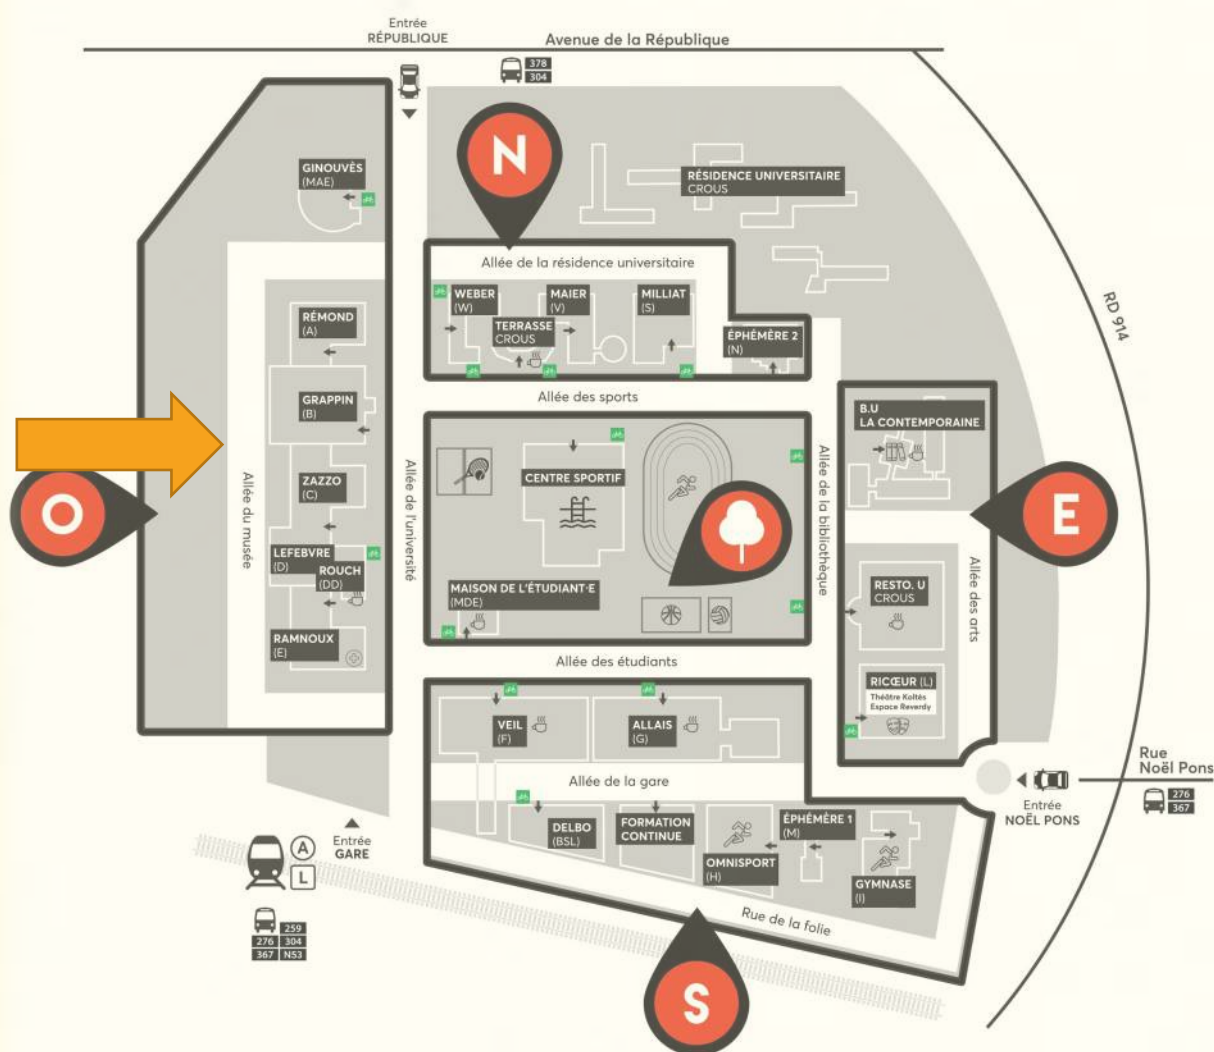 Entrée
RÉPUBLIQUE
Avenue de la République
378
304
N
GINOUVÈS
(MAE)
RÉSIDENCE UNIVERSITAIRE
CROUS
Allée de la résidence universitaire
WEBER
(W)
MAIER
(V)
MILLIAT
(S)
TERRASSE
CROUS
ÉPHÉMÈRE 2
(N)
RD 914
RÉMOND
(A)
GRAPPIN
(B)
Allée des sports
B.U
LA CONTEMPORAINE
ZAZZO
(C)
CENTRE SPORTIF
O
E
Allée du musée
Allée de l'université
Allée de la bibliothèque
Allée des arts
LEFEBVRE
(D)
ROUCH
(DD)
MAISON DE L'ÉTUDIANT·E
(MDE)
RESTO. U
CROUS
RAMNOUX
(E)
Allée des étudiants
RICŒUR (L)
Théâtre Koltès
Espace Reverdy
VEIL
(F)
ALLAIS
(G)
Allée de la gare
Rue
Noël Pons
276
367
Entrée
NOËL PONS
DELBO
(BSL)
FORMATION
CONTINUE
ÉPHÉMÈRE 1
(M)
OMNISPORT
(H)
GYMNASE
(I)
Entrée
GARE
A
L
259
276 304
367 N53
Rue de la folie
S